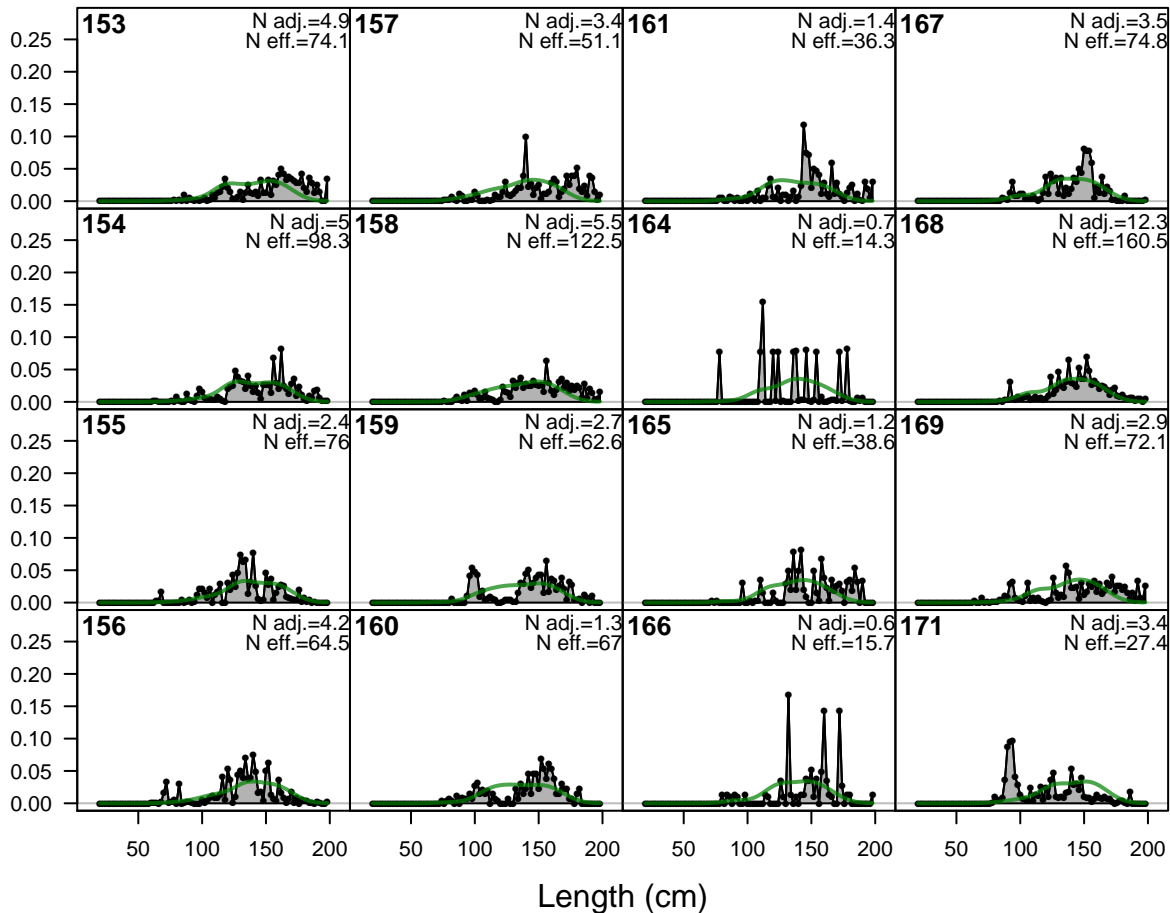 0.25
0.20
0.15
0.10
0.05
0.00
153
N adj.=4.9
N eff.=74.1
157
N adj.=3.4
N eff.=51.1
161
N adj.=1.4
N eff.=36.3
167
N adj.=3.5
N eff.=74.8
0.25
0.20
0.15
0.10
0.05
0.00
154
N adj.=5
N eff.=98.3
158
N adj.=5.5
N eff.=122.5
164
N adj.=0.7
N eff.=14.3
168
N adj.=12.3
N eff.=160.5
0.25
0.20
0.15
0.10
0.05
0.00
155
N adj.=2.4
N eff.=76
159
N adj.=2.7
N eff.=62.6
165
N adj.=1.2
N eff.=38.6
169
N adj.=2.9
N eff.=72.1
0.25
0.20
0.15
0.10
0.05
0.00
156
N adj.=4.2
N eff.=64.5
160
N adj.=1.3
N eff.=67
166
N adj.=0.6
N eff.=15.7
171
N adj.=3.4
N eff.=27.4
50 100 150 200 50 100 150 200 50 100 150 200 50 100 150 200
Length (cm)